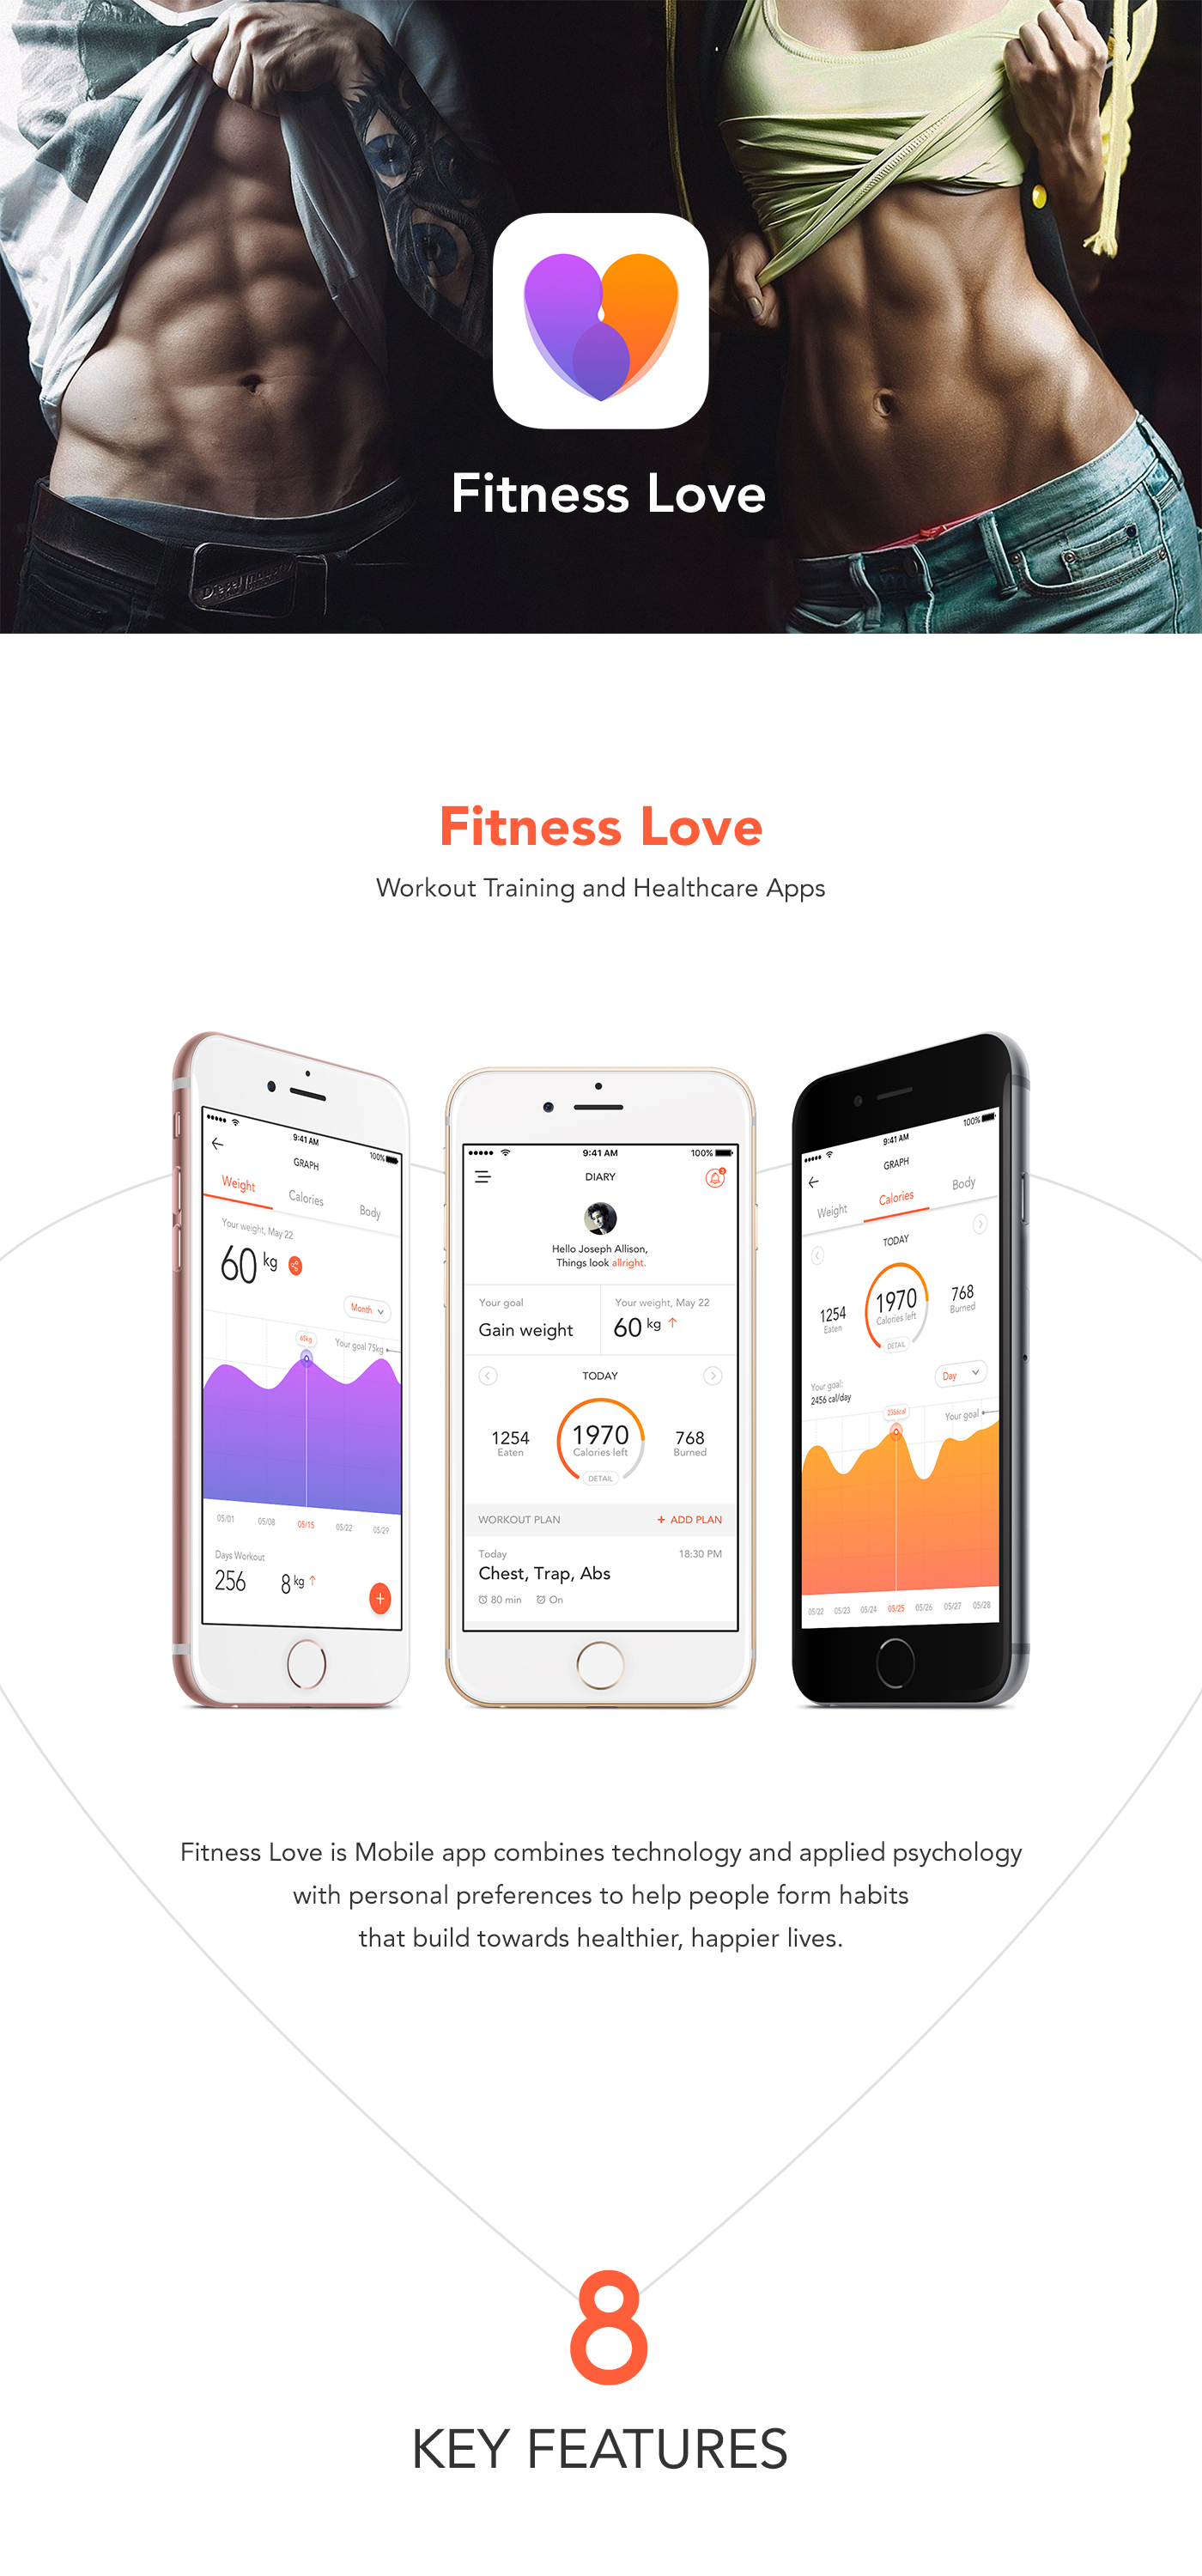 Diesel industry
Fitness Love
Fitness Love
Workout Training and Healthcare Apps
9:41 AM
100%
GRAPH
Weight
Calories
Body
Your weight, May 22
60 kg
Month
65kg
Your goal 75kg
05/01
05/08
05/15
05/22
05/29
Days Workout
256
8 kg
9:41 AM
100%
DIARY
Hello Joseph Allison,
Things look allright.
Your goal
Gain weight
Your weight, May 22
60 kg
TODAY
1254
Eaten
1970
Calories left
DETAIL
768
Burned
WORKOUT PLAN
+ ADD PLAN
Today
18:30 PM
Chest, Trap, Abs
80 min
On
9:41 AM
100%
GRAPH
Weight
Calories
Body
TODAY
1254
Eaten
1970
Calories left
DETAIL
768
Burned
Your goal:
2456 cal/day
Day
2356cal
Your goal
05/22
05/23
05/24
05/25
05/26
05/27
05/28
Fitness Love is Mobile app combines technology and applied psychology
with personal preferences to help people form habits
that build towards healthier, happier lives.
8
KEY FEATURES